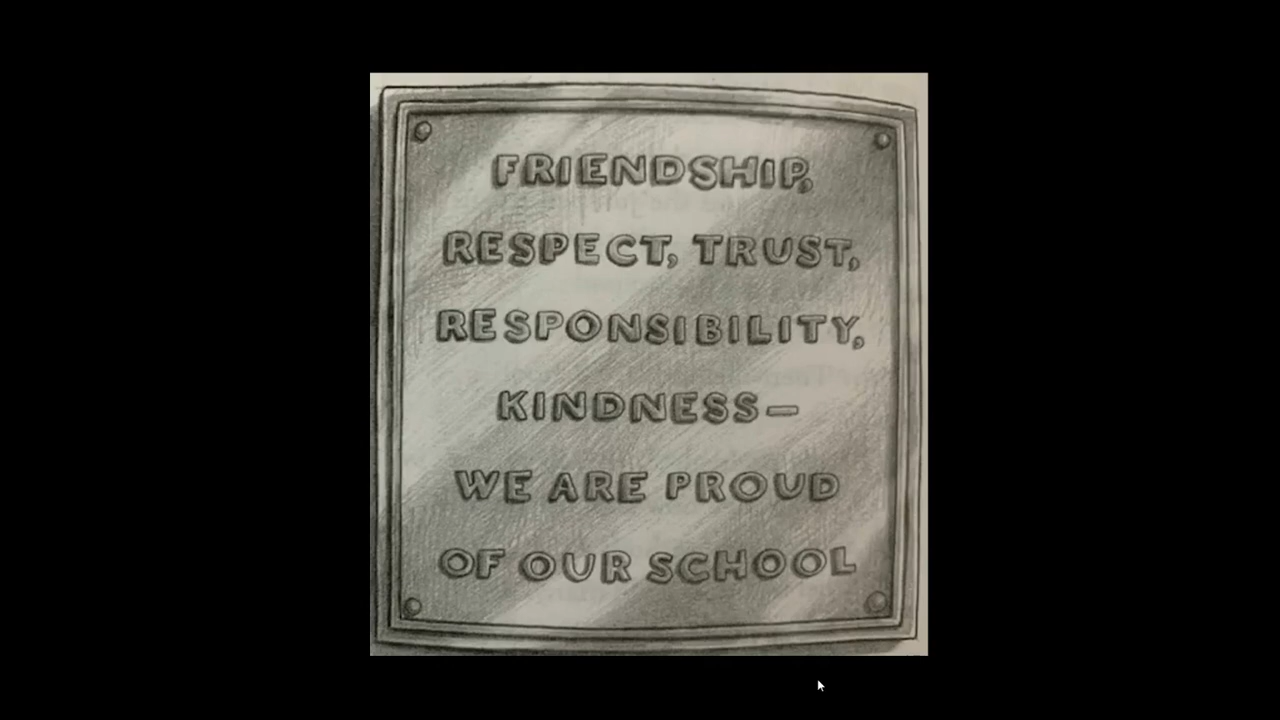 FRIENDSHIP,
RESPECT, TRUST,
RESPONSIBILITY,
KINDNESS—
WE ARE PROUD
OF OUR SCHOOL